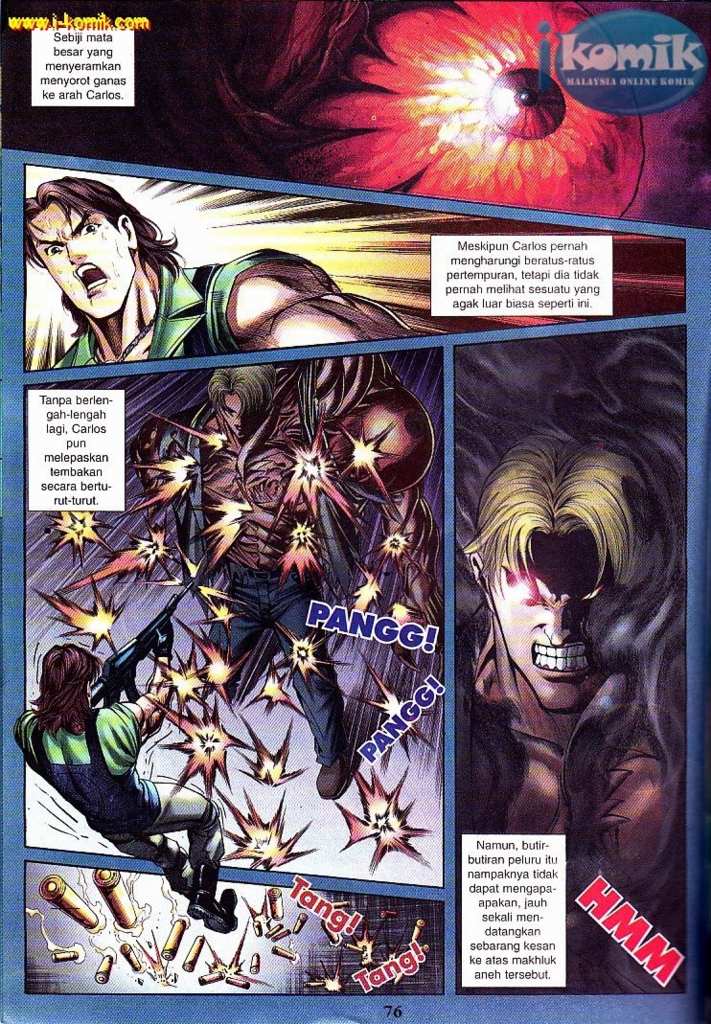 www.i-komik.com
ikomik
MALAYSIA ONLINE KOMIK
Sebiji mata
besar yang
menyeramkan
menyorot ganas
ke arah Carlos.
Meskipun Carlos pernah
mengharungi beratus-ratus
pertempuran, tetapi dia tidak
pernah melihat sesuatu yang
agak luar biasa seperti ini.
Tanpa berlen-
gah-lengah
lagi, Carlos
pun
melepaskan
tembakan
secara bertu-
rut-turut.
PANGG!
PANGG!
Tang!
Tang!
Namun, butir-
butiran peluru itu
nampaknya tidak
dapat mengapa-
apakan, jauh
sekali men-
datangkan
sebarang kesan
ke atas makhluk
aneh tersebut.
HMM
76